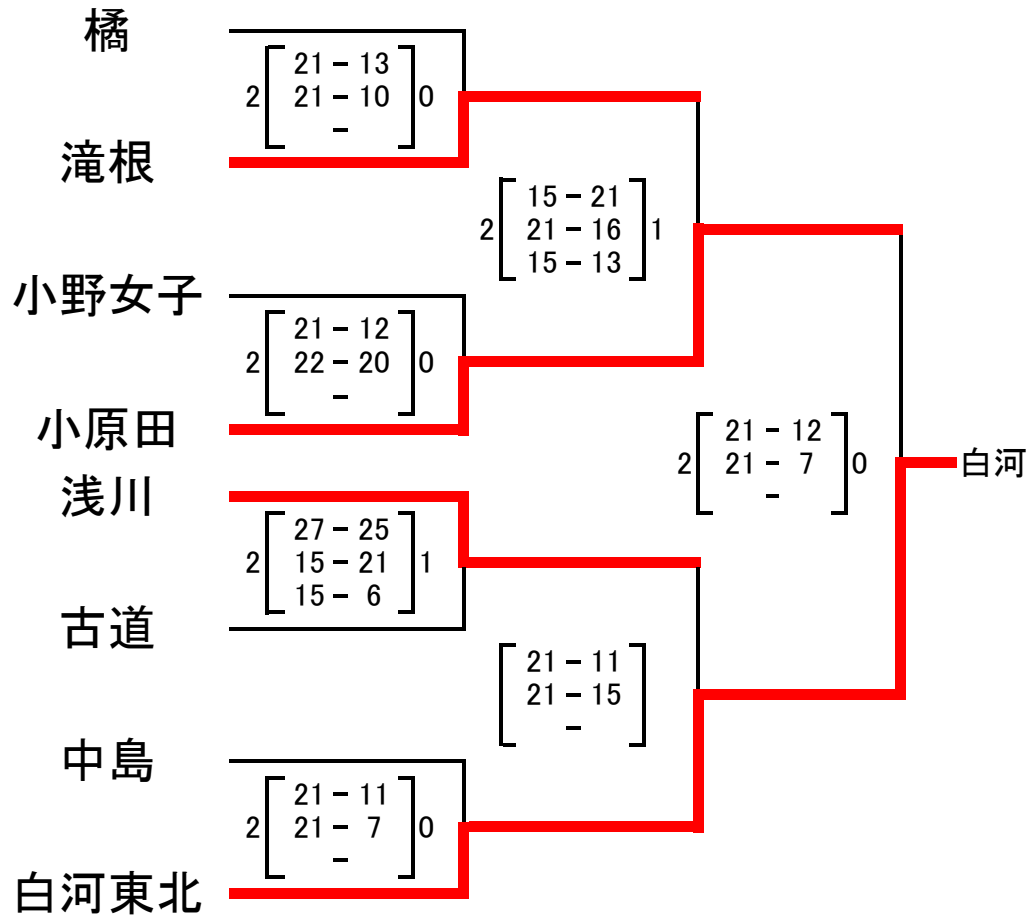 橘
21 - 13
2 21 - 10 0
-
滝根
15 - 21
2 21 - 16 1
15 - 13
小野女子
21 - 12
2 22 - 20 0
-
小原田
21 - 12
2 21 - 7 0
-
白河
浅川
27 - 25
2 15 - 21 1
15 - 6
古道
21 - 11
21 - 15
-
中島
21 - 11
2 21 - 7 0
-
白河東北